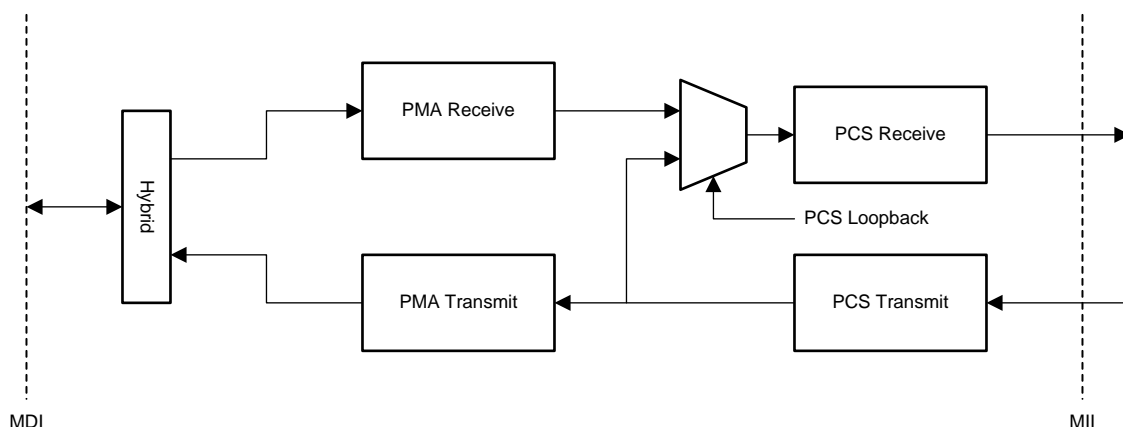 PMA Receive
PCS Receive
Hybrid
PCS Loopback
PMA Transmit
PCS Transmit
MDI
MII